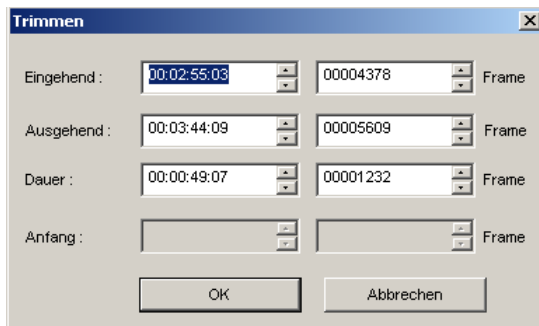 Trimmen
Eingehend : 00:02:55:03 00004378 Frame
Ausgehend : 00:03:44:09 00005609 Frame
Dauer : 00:00:49:07 00001232 Frame
Anfang : Frame
OK Abbrechen